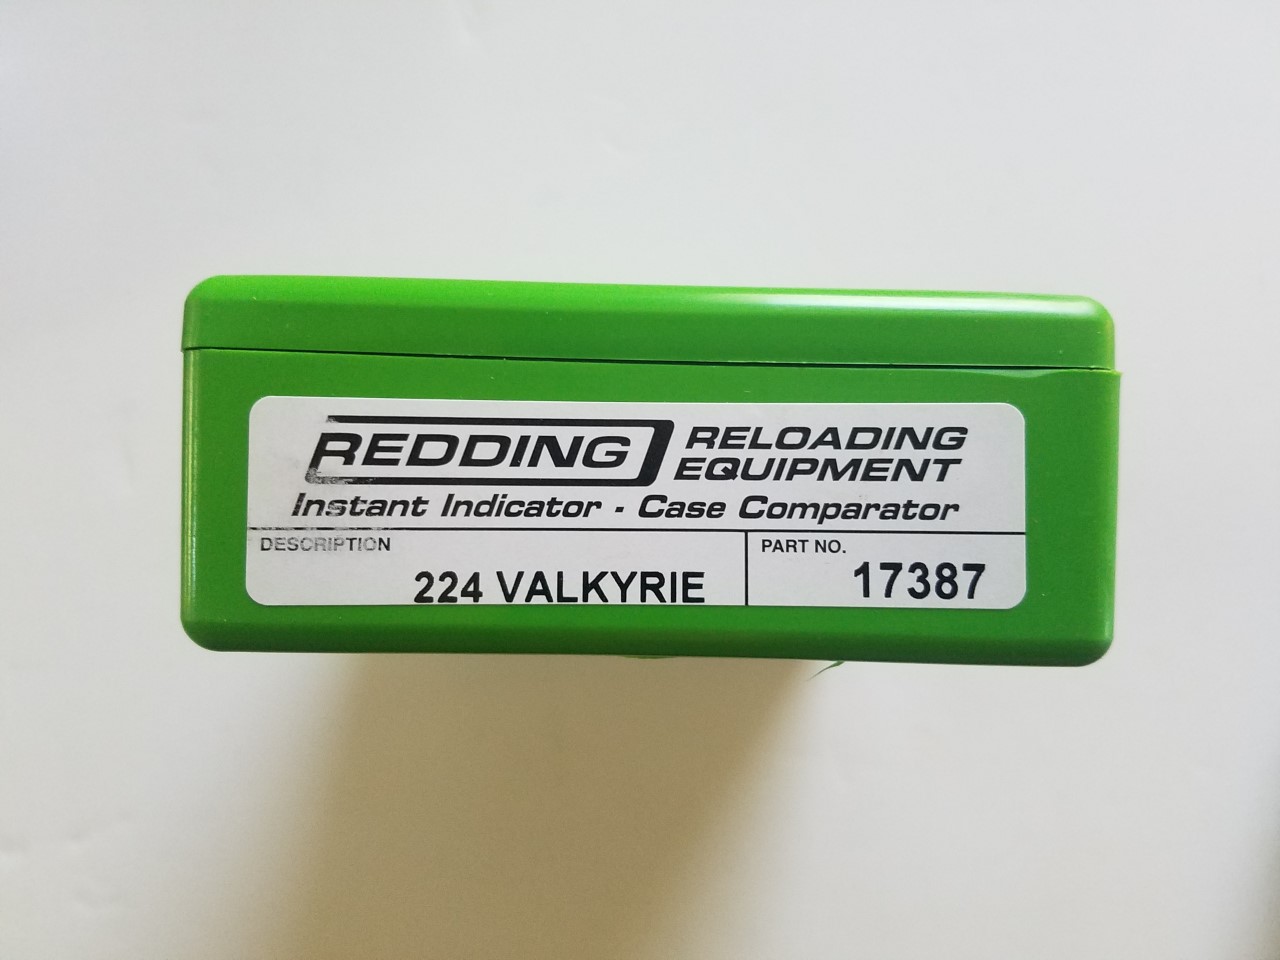 REDDING RELOADING EQUIPMENT
Instant Indicator - Case Comparator
DESCRIPTION PART NO.
224 VALKYRIE 17387